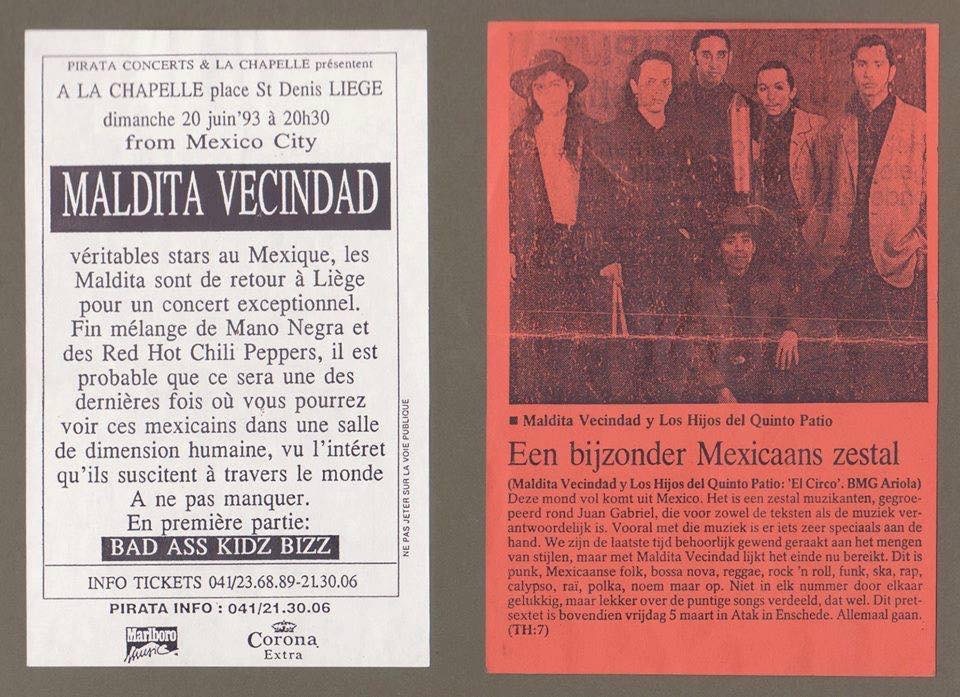 PIRATA CONCERTS & LA CHAPELLE présentent
A LA CHAPELLE place St Denis LIEGE
dimanche 20 juin'93 à 20h30
from Mexico City
MALDITA VECINDAD
véritables stars au Mexique, les
Maldita sont de retour à Liège
pour un concert exceptionnel.
Fin mélange de Mano Negra et
des Red Hot Chili Peppers, il est
probable que ce sera une des
dernières fois où vous pourrez
voir ces mexicains dans une salle
de dimension humaine, vu l'intéret
qu'ils suscitent à travers le monde
A ne pas manquer.
En première partie:
BAD ASS KIDZ BIZZ
INFO TICKETS 041/23.68.89-21.30.06
NE PAS JETER SUR LA VOIE PUBLIQUE
PIRATA INFO : 041/21.30.06
Marlboro
Music
Corona
Extra
■ Maldita Vecindad y Los Hijos del Quinto Patio
Een bijzonder Mexicaans zestal
(Maldita Vecindad y Los Hijos del Quinto Patio: 'El Circo'. BMG Ariola)
Deze mond vol komt uit Mexico. Het is een zestal muzikanten, gegroe-
peerd rond Juan Gabriel, die voor zowel de teksten als de muziek ver-
antwoordelijk is. Vooral met die muziek is er iets zeer speciaals aan de
hand. We zijn de laatste tijd behoorlijk gewend geraakt aan het mengen
van stijlen, maar met Maldita Vecindad lijkt het einde nu bereikt. Dit is
punk, Mexicaanse folk, bossa nova, reggae, rock 'n roll, funk, ska, rap,
calypso, raï, polka, noem maar op. Niet in elk nummer door elkaar
gelukkig, maar lekker over de puntige songs verdeeld, dat wel. Dit pret-
sextet is bovendien vrijdag 5 maart in Atak in Enschede. Allemaal gaan.
(TH:7)